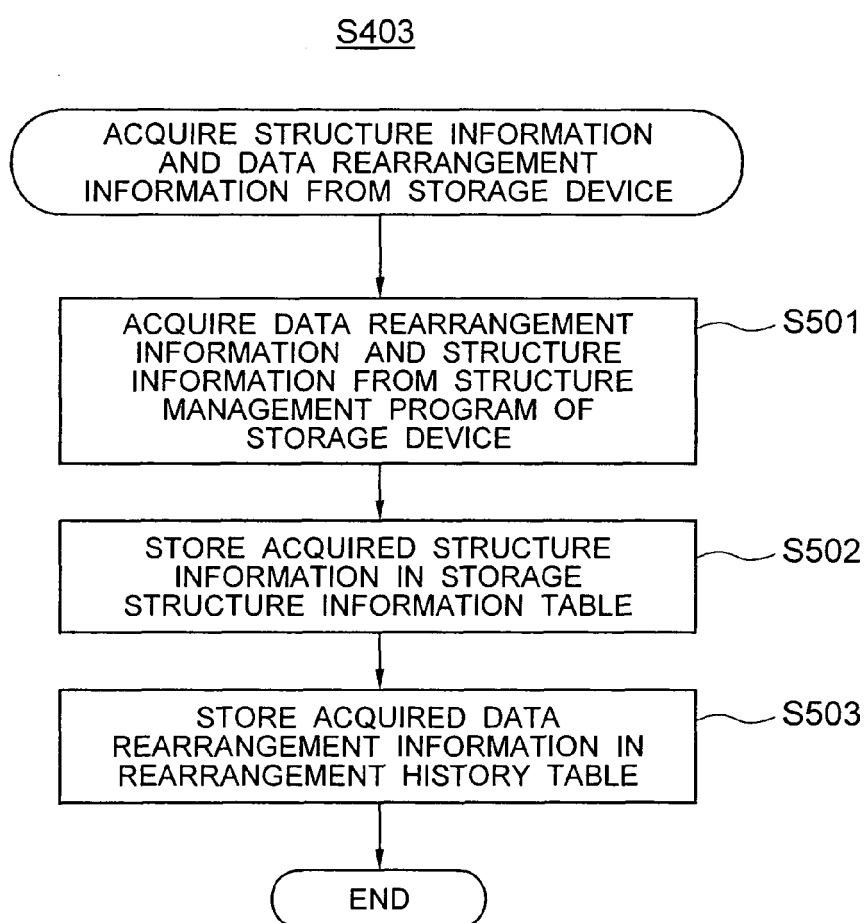 S403
ACQUIRE STRUCTURE INFORMATION
AND DATA REARRANGEMENT
INFORMATION FROM STORAGE DEVICE
ACQUIRE DATA REARRANGEMENT
INFORMATION AND STRUCTURE
INFORMATION FROM STRUCTURE
MANAGEMENT PROGRAM OF
STORAGE DEVICE
S501
STORE ACQUIRED STRUCTURE
INFORMATION IN STORAGE
STRUCTURE INFORMATION TABLE
S502
STORE ACQUIRED DATA
REARRANGEMENT INFORMATION IN
REARRANGEMENT HISTORY TABLE
S503
END